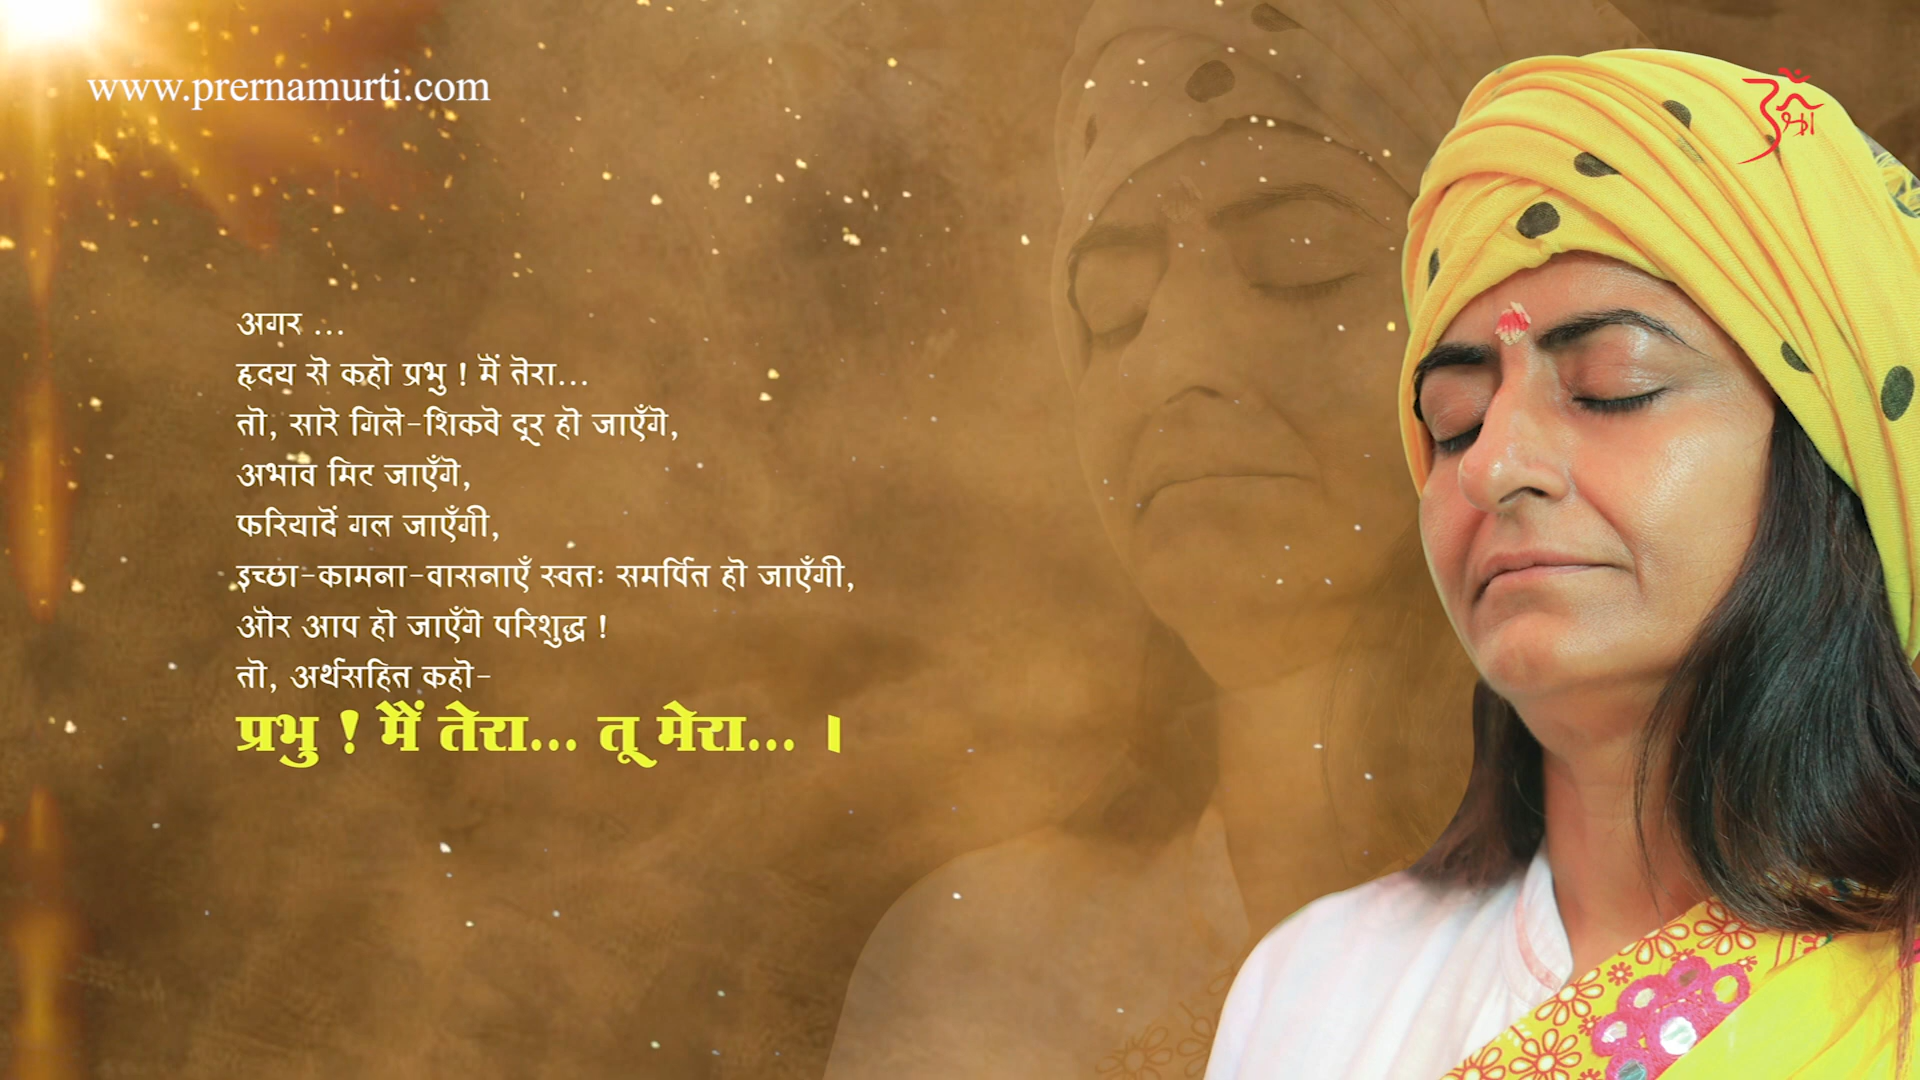 www.prernamurti.com
अगर ...
हृदय से कहो प्रभु ! मैं तेरा...
तो, सारे गिले-शिकवे दूर हो जाएँगे,
अभाव मिट जाएँगे,
फरियादें गल जाएँगी,
इच्छा-कामना-वासनाएँ स्वतः समर्पित हो जाएँगी,
और आप हो जाएँगे परिशुद्ध !
तो, अर्थसहित कहो-
प्रभु ! मैं तेरा... तू मेरा... ।